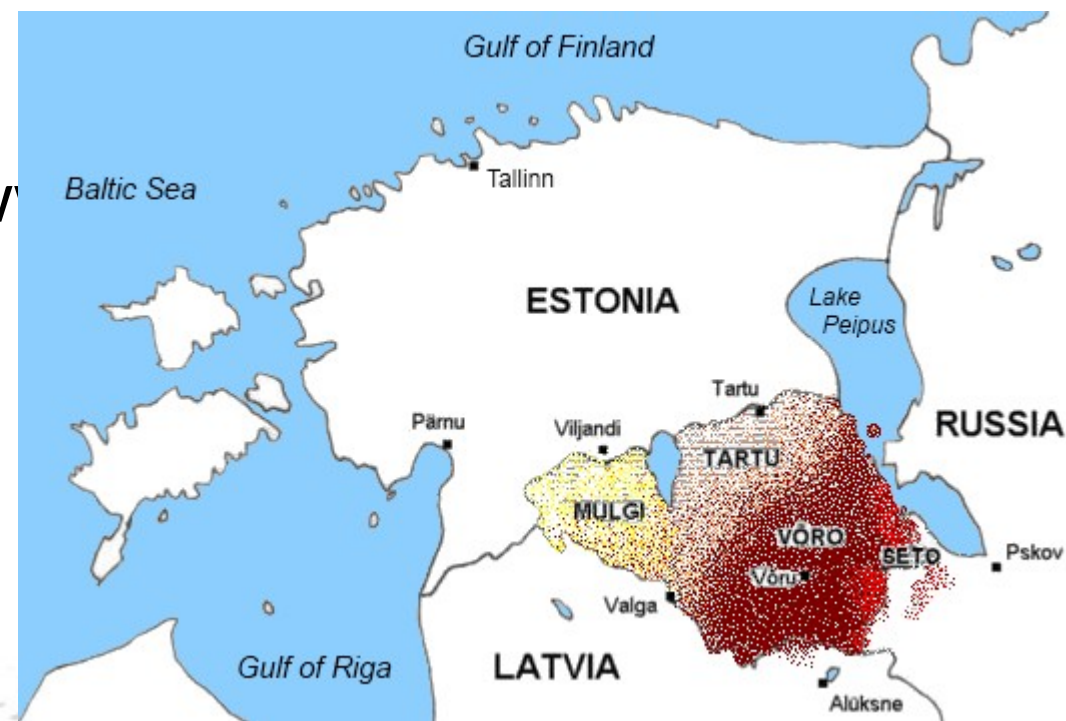 Gulf of Finland
Baltic Sea
Tallinn
ESTONIA
Lake
Peipus
Tartu
Pärnu
Viljandi
RUSSIA
TARTU
MULGI
VÕRO
SETO
Võru
Pskov
Valga
Gulf of Riga
LATVIA
Alūksne